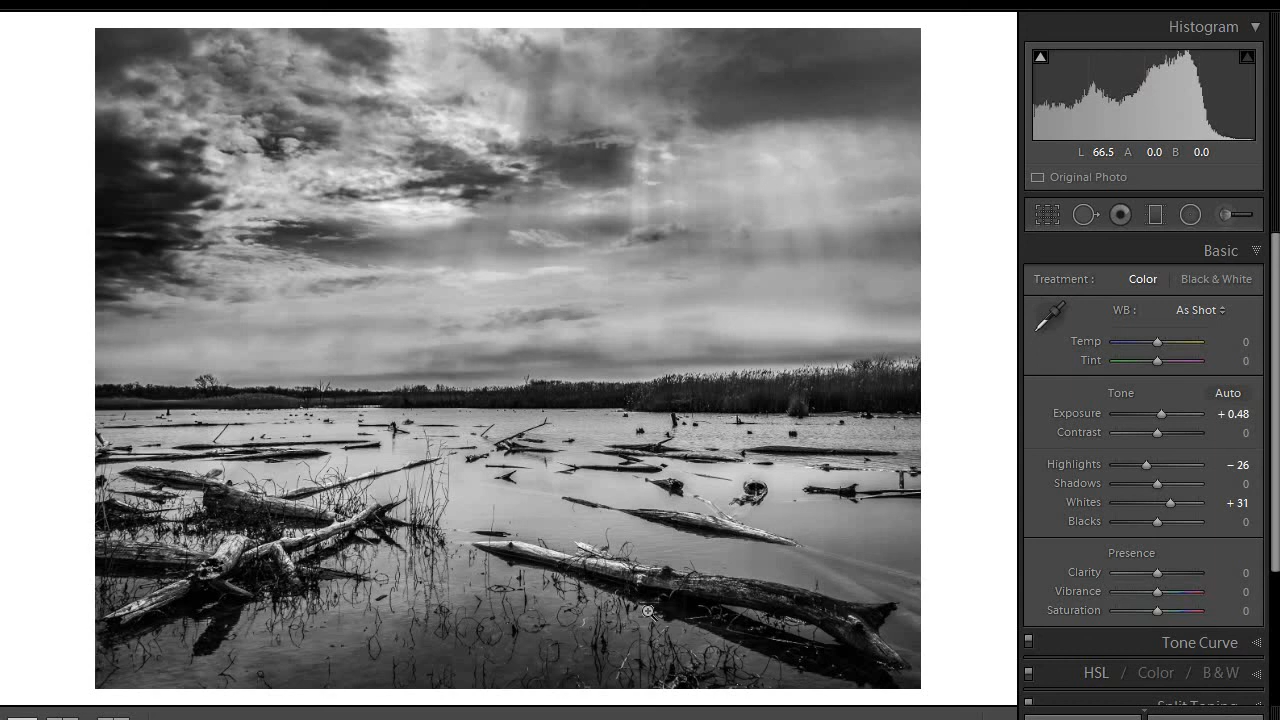 Histogram
L 66.5 A 0.0 B 0.0
Original Photo
Basic
Treatment : Color Black & White
WB : As Shot
Temp 0
Tint 0
Tone Auto
Exposure + 0.48
Contrast 0
Highlights − 26
Shadows 0
Whites + 31
Blacks 0
Presence
Clarity 0
Vibrance 0
Saturation 0
Tone Curve
HSL / Color / B & W
Split Toning